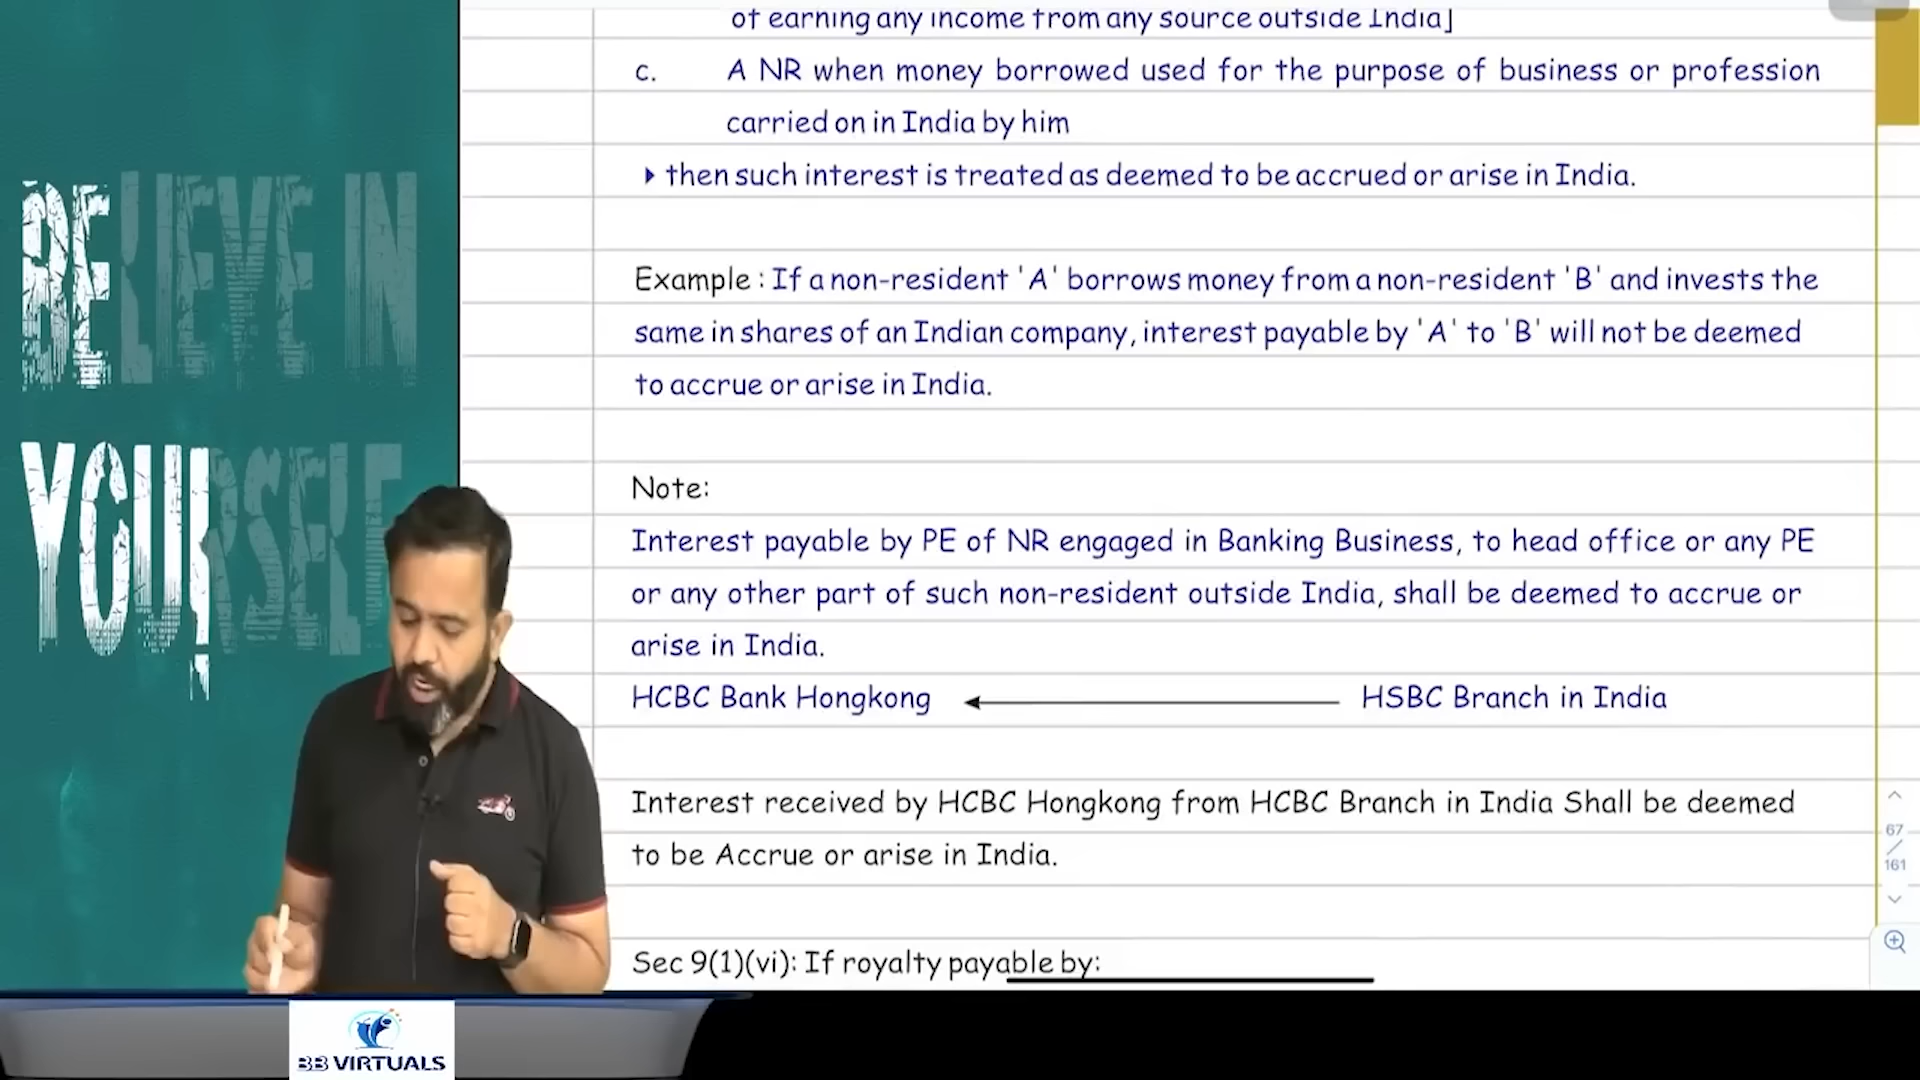 BELIEVE IN
YOURSELF
of earning any income from any source outside India]
c. A NR when money borrowed used for the purpose of business or profession
carried on in India by him
then such interest is treated as deemed to be accrued or arise in India.
Example : If a non-resident 'A' borrows money from a non-resident 'B' and invests the
same in shares of an Indian company, interest payable by 'A' to 'B' will not be deemed
to accrue or arise in India.
Note:
Interest payable by PE of NR engaged in Banking Business, to head office or any PE
or any other part of such non-resident outside India, shall be deemed to accrue or
arise in India.
HCBC Bank Hongkong HSBC Branch in India
Interest received by HCBC Hongkong from HCBC Branch in India Shall be deemed
to be Accrue or arise in India.
Sec 9(1)(vi): If royalty payable by:
67
/
161
BB VIRTUALS